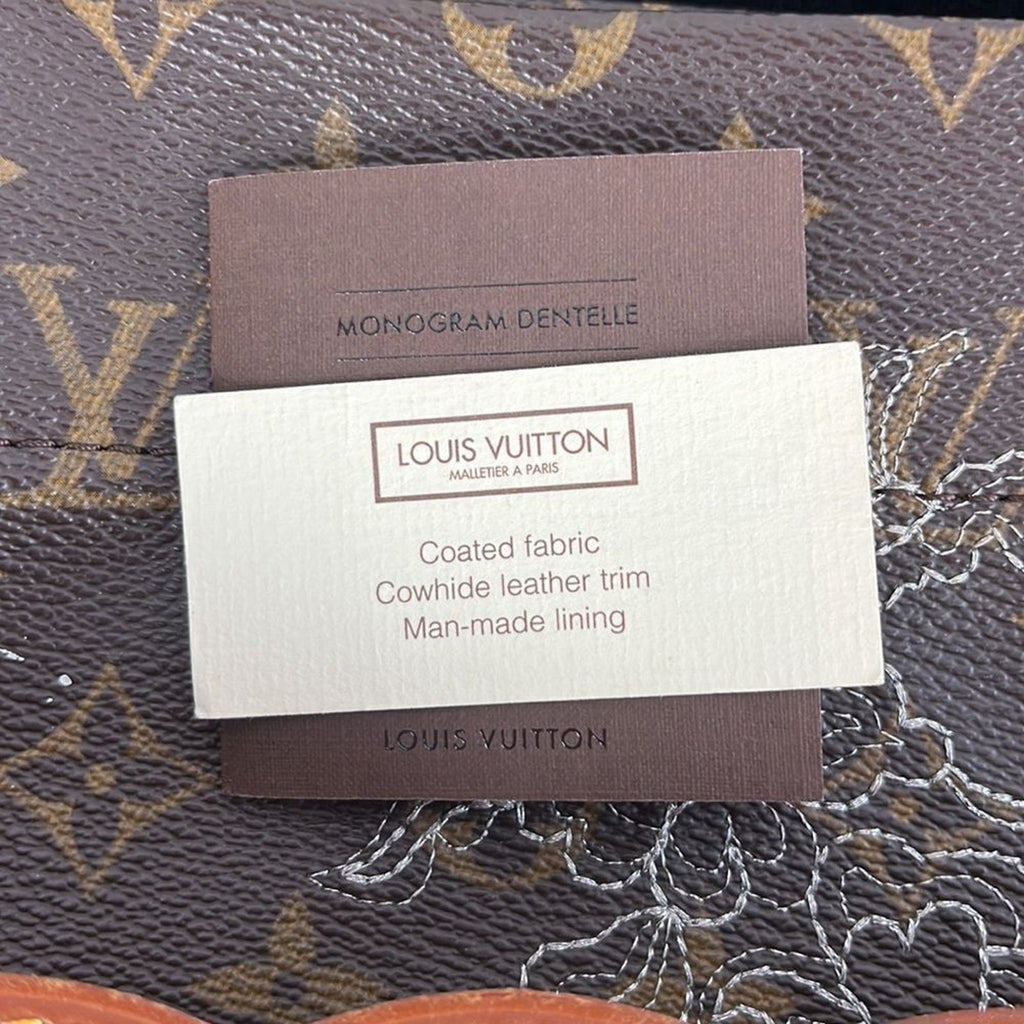 MONOGRAM DENTELLE
LOUIS VUITTON
MALLETIER A PARIS
Coated fabric
Cowhide leather trim
Man-made lining
LOUIS VUITTON